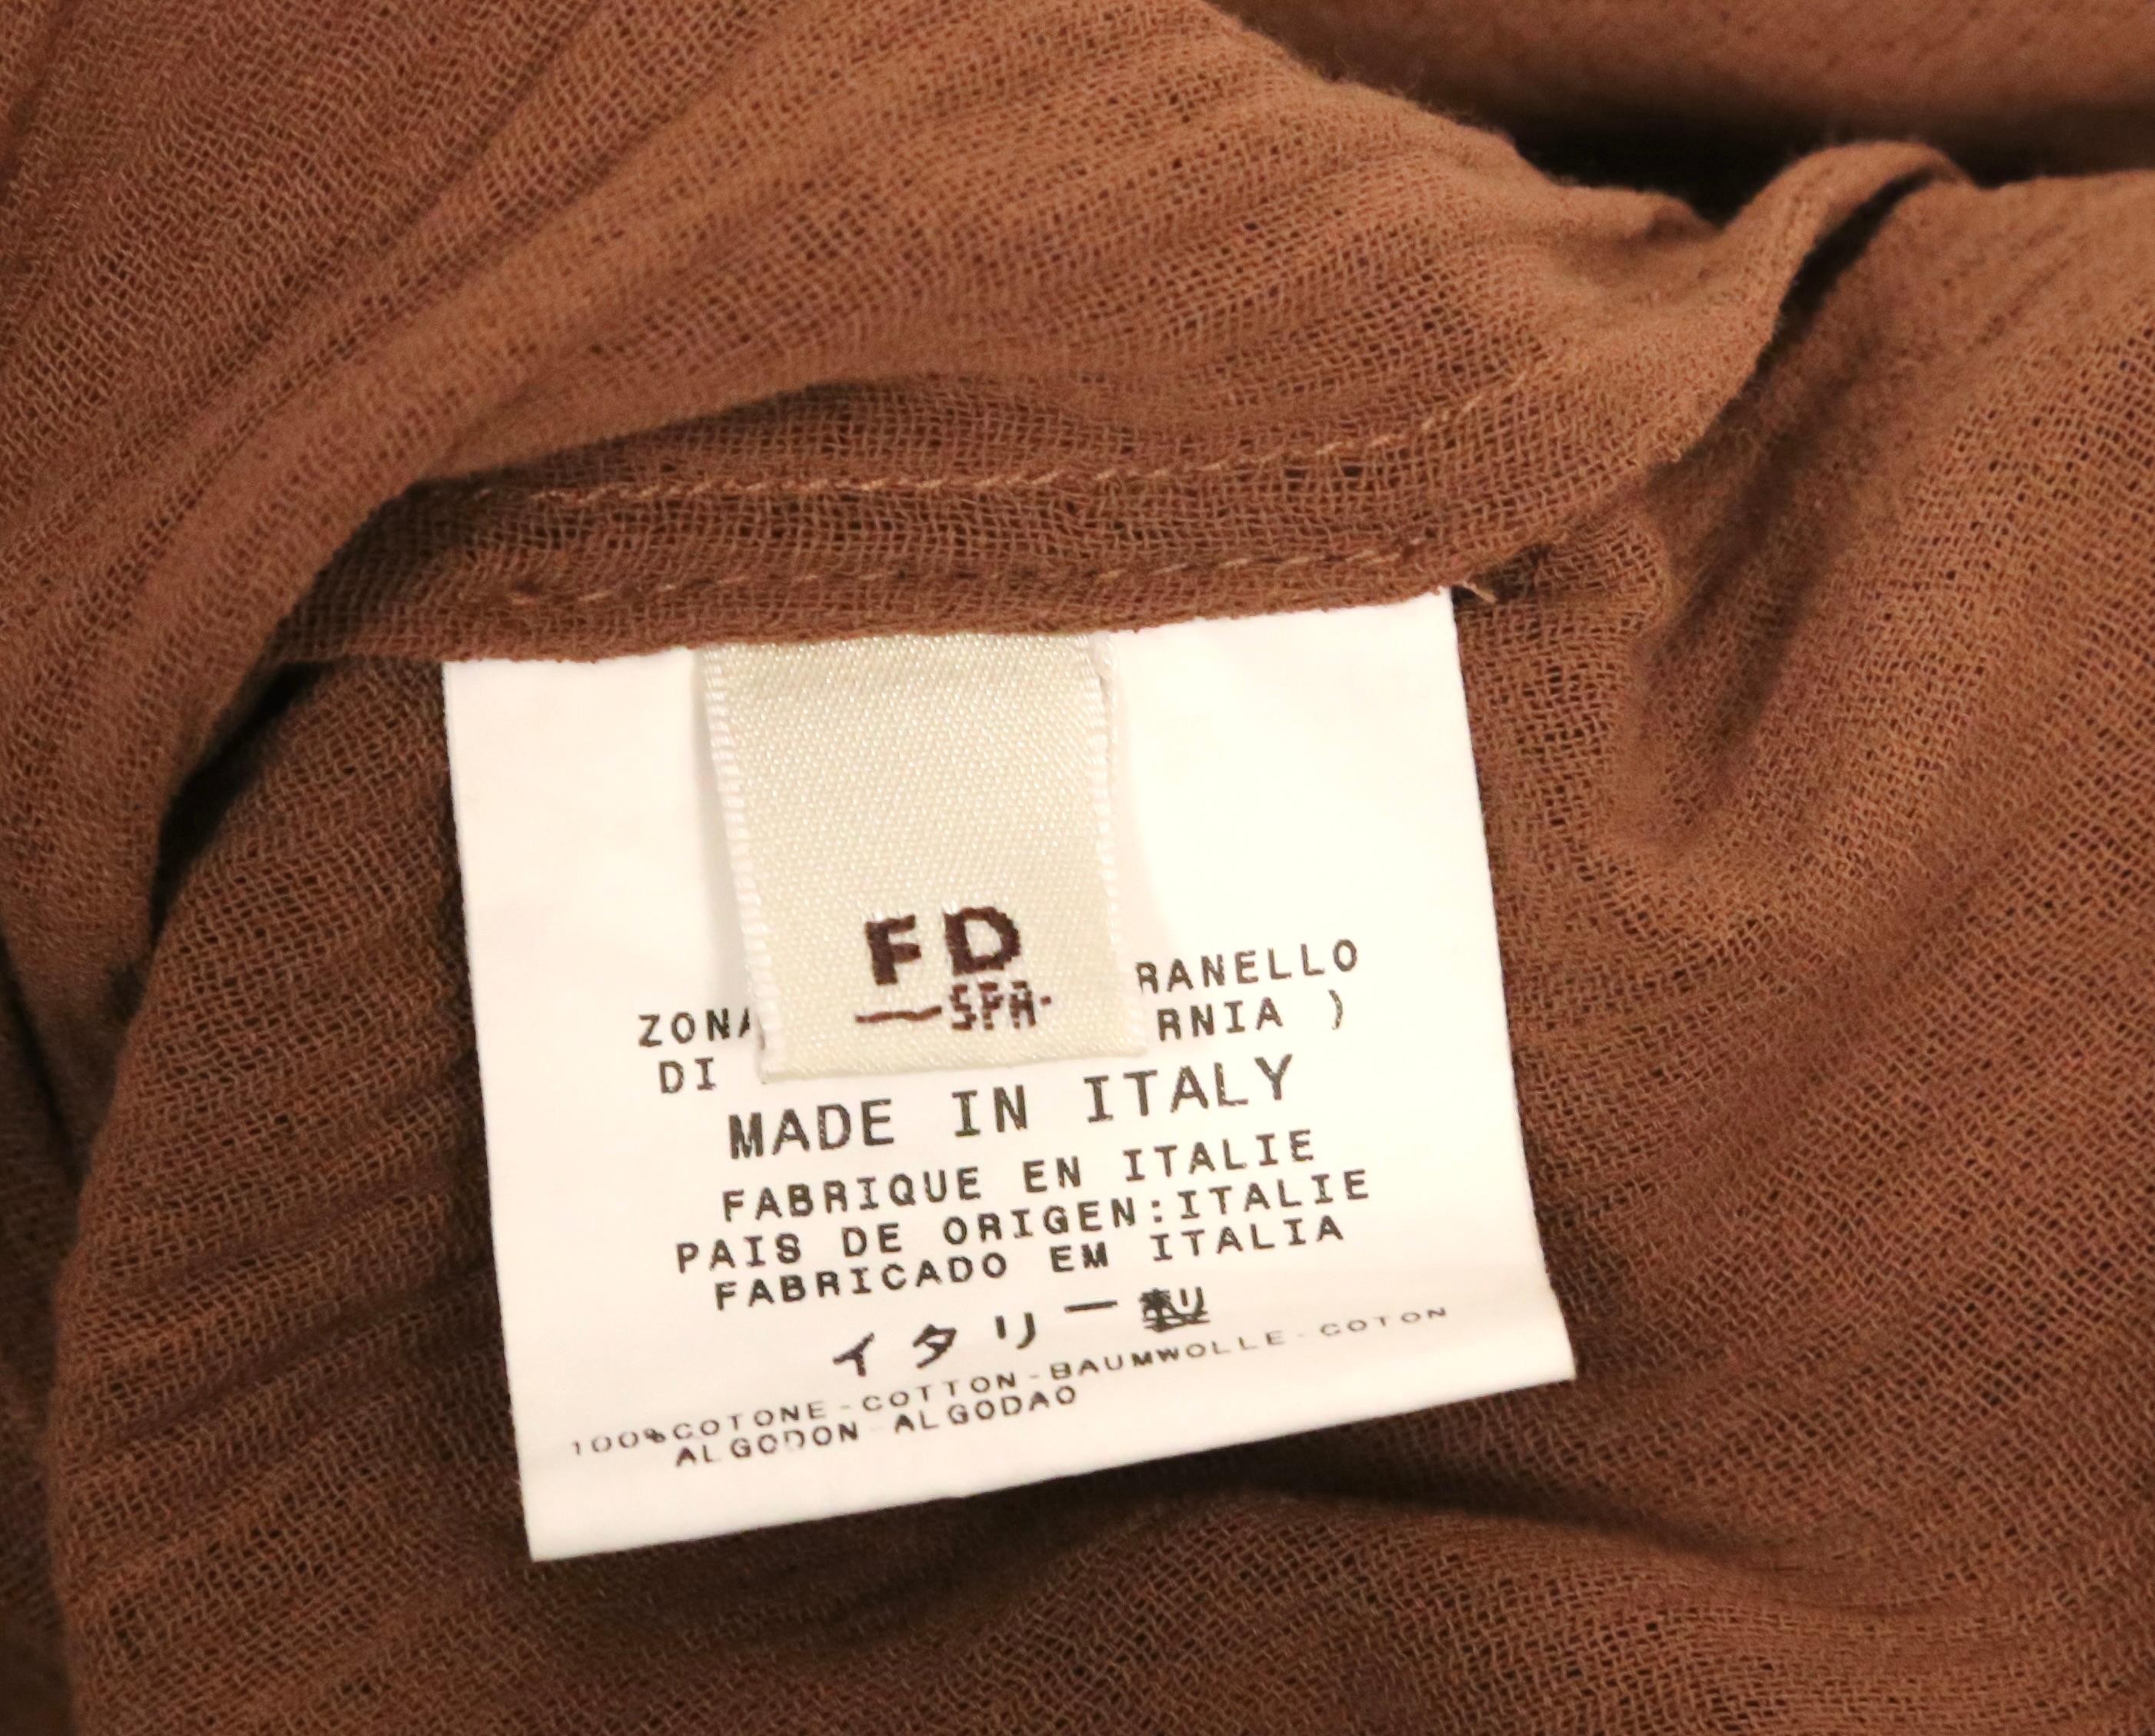 FD
SPA
ZONA RANELLO
DI RNIA )
MADE IN ITALY
FABRIQUE EN ITALIE
PAIS DE ORIGEN:ITALIE
FABRICADO EM ITALIA
イタリー製
100%COTONE-COTTON-BAUMWOLLE-COTON
ALGODON-ALGODAO